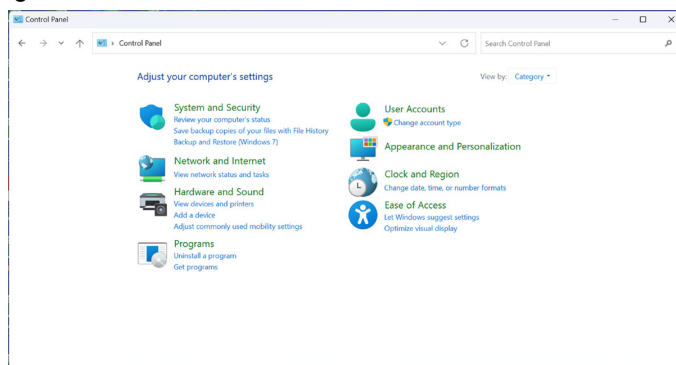 Control Panel
Control Panel
Search Control Panel
Adjust your computer's settings
View by: Category
System and Security
Review your computer's status
Save backup copies of your files with File History
Backup and Restore (Windows 7)
Network and Internet
View network status and tasks
Hardware and Sound
View devices and printers
Add a device
Adjust commonly used mobility settings
Programs
Uninstall a program
Get programs
User Accounts
Change account type
Appearance and Personalization
Clock and Region
Change date, time, or number formats
Ease of Access
Let Windows suggest settings
Optimize visual display